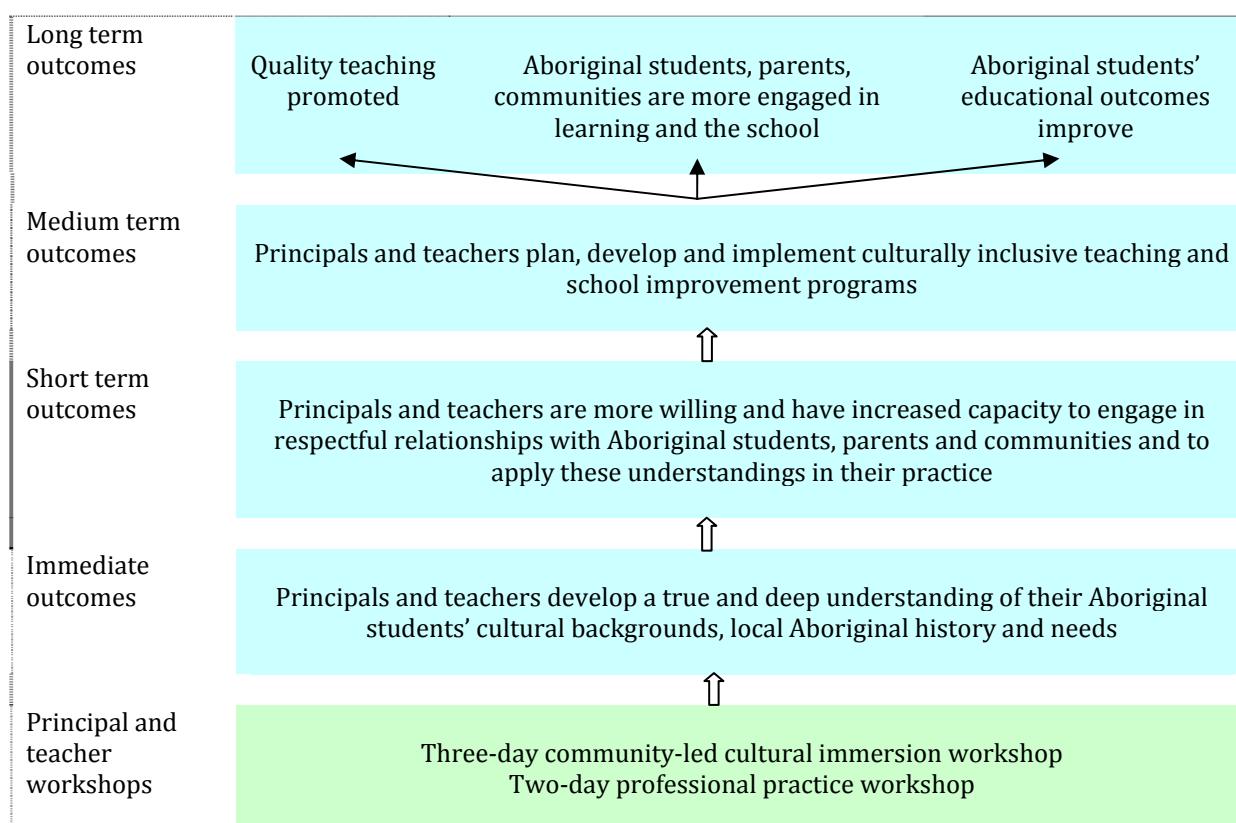 Long term
outcomes
Quality teaching
promoted
Aboriginal students, parents,
communities are more engaged in
learning and the school
Aboriginal students’
educational outcomes
improve
Medium term
outcomes
Principals and teachers plan, develop and implement culturally inclusive teaching and
school improvement programs
Short term
outcomes
Principals and teachers are more willing and have increased capacity to engage in
respectful relationships with Aboriginal students, parents and communities and to
apply these understandings in their practice
Immediate
outcomes
Principals and teachers develop a true and deep understanding of their Aboriginal
students’ cultural backgrounds, local Aboriginal history and needs
Principal and
teacher
workshops
Three-day community-led cultural immersion workshop
Two-day professional practice workshop